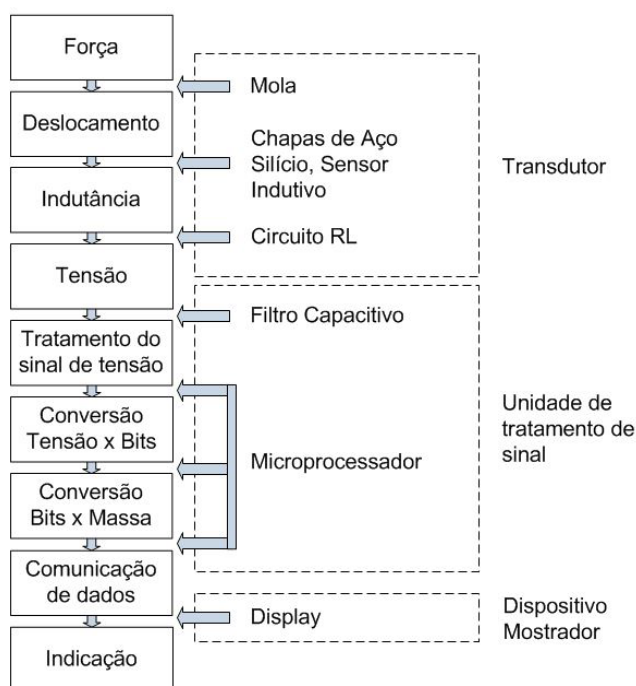 Força
Mola
Deslocamento
Chapas de Aço
Silício, Sensor
Indutivo
Transdutor
Indutância
Circuito RL
Tensão
Filtro Capacitivo
Tratamento do
sinal de tensão
Conversão
Tensão x Bits
Unidade de
tratamento de
sinal
Microprocessador
Conversão
Bits x Massa
Comunicação
de dados
Display
Dispositivo
Mostrador
Indicação